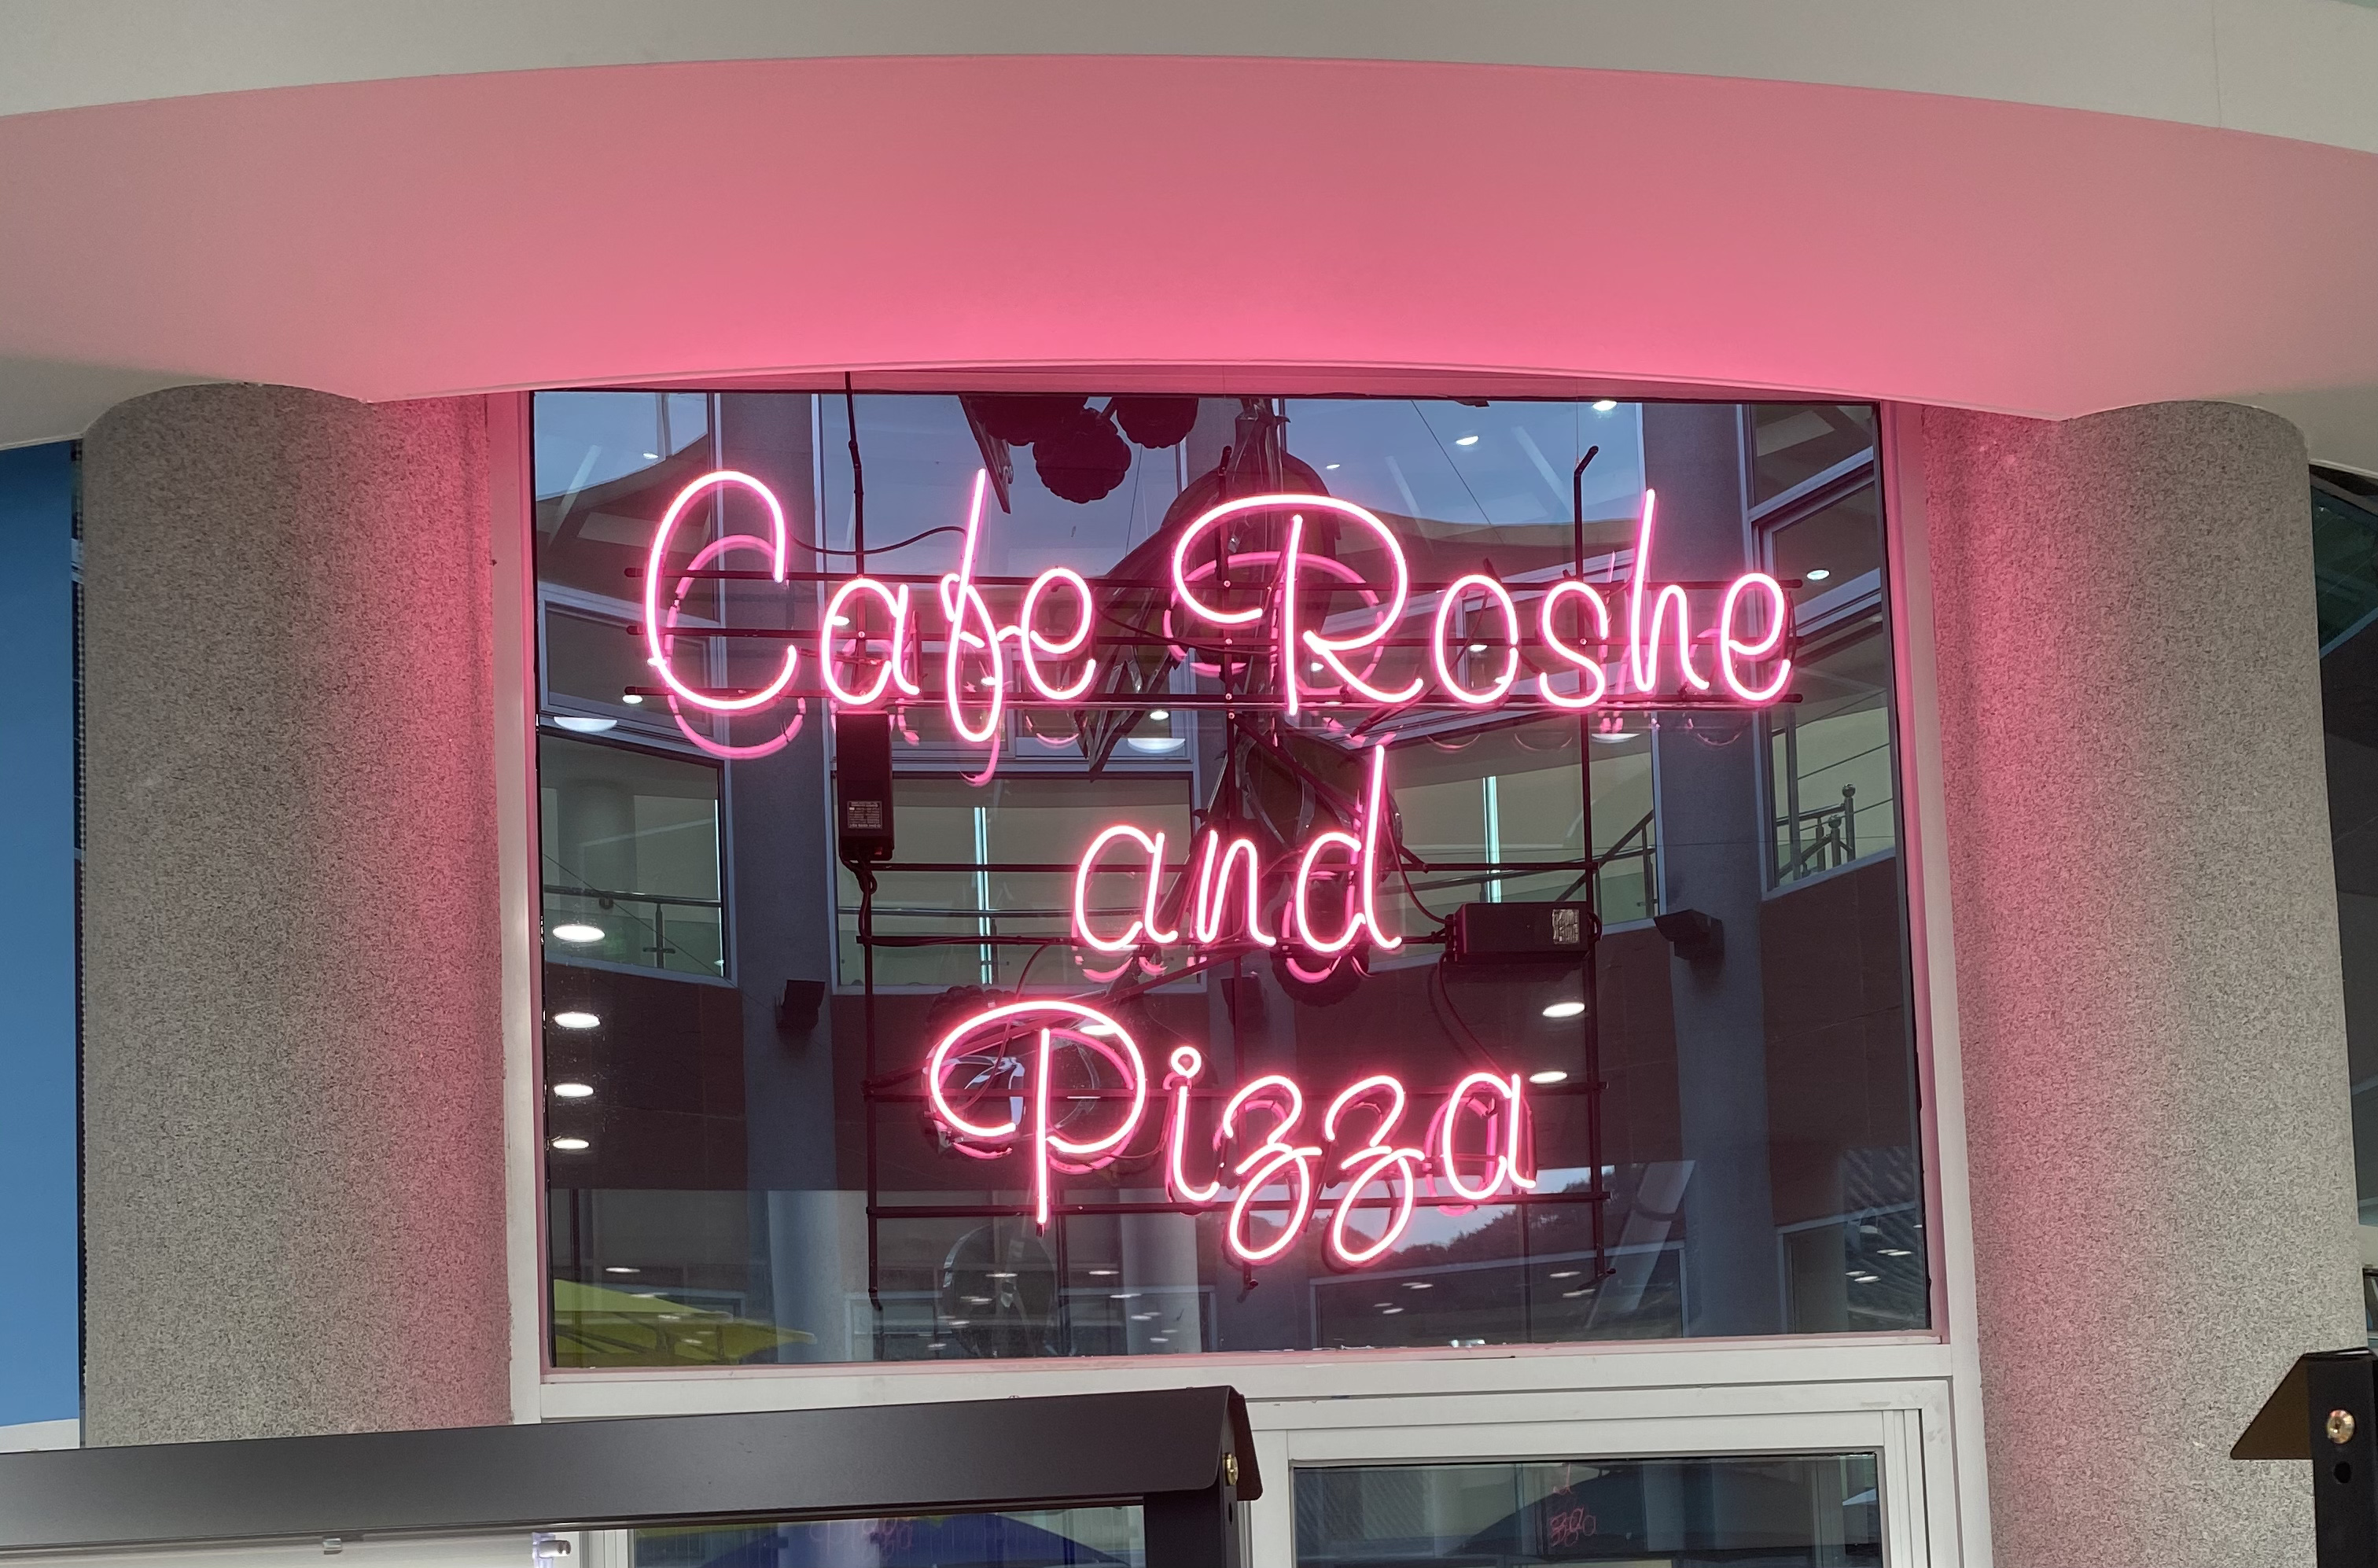 Cafe Roshe
and
Pizza